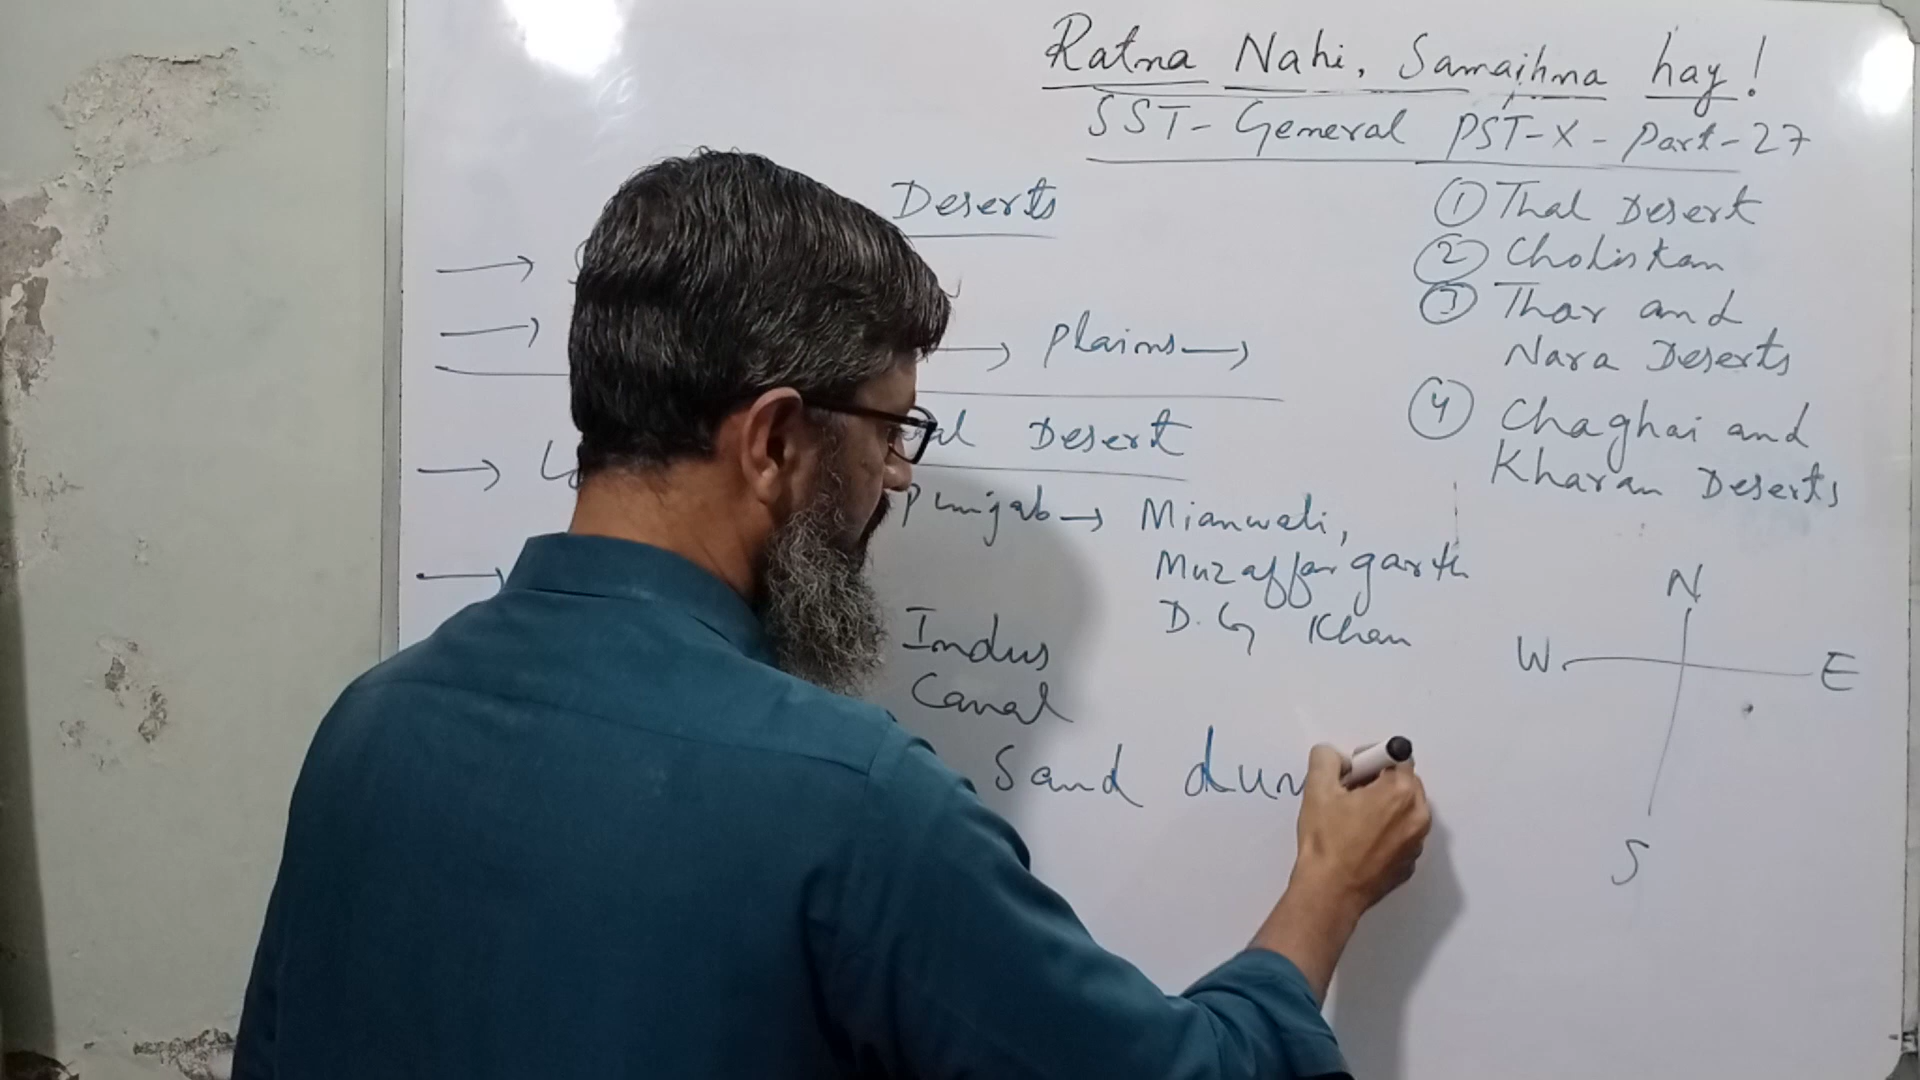 Ratna Nahi, Samajhna hay!
SST- General PST-X- Part-27
Deserts
→ Plains →
Desert
Punjab → Mianwali,
Muzaffargarh
D. G Khan
Indus
Canal
Sand dun
① Thal Desert
② Cholistan
③ Thar and
Nara Deserts
④ Chaghai and
Kharan Deserts
N
W E
S